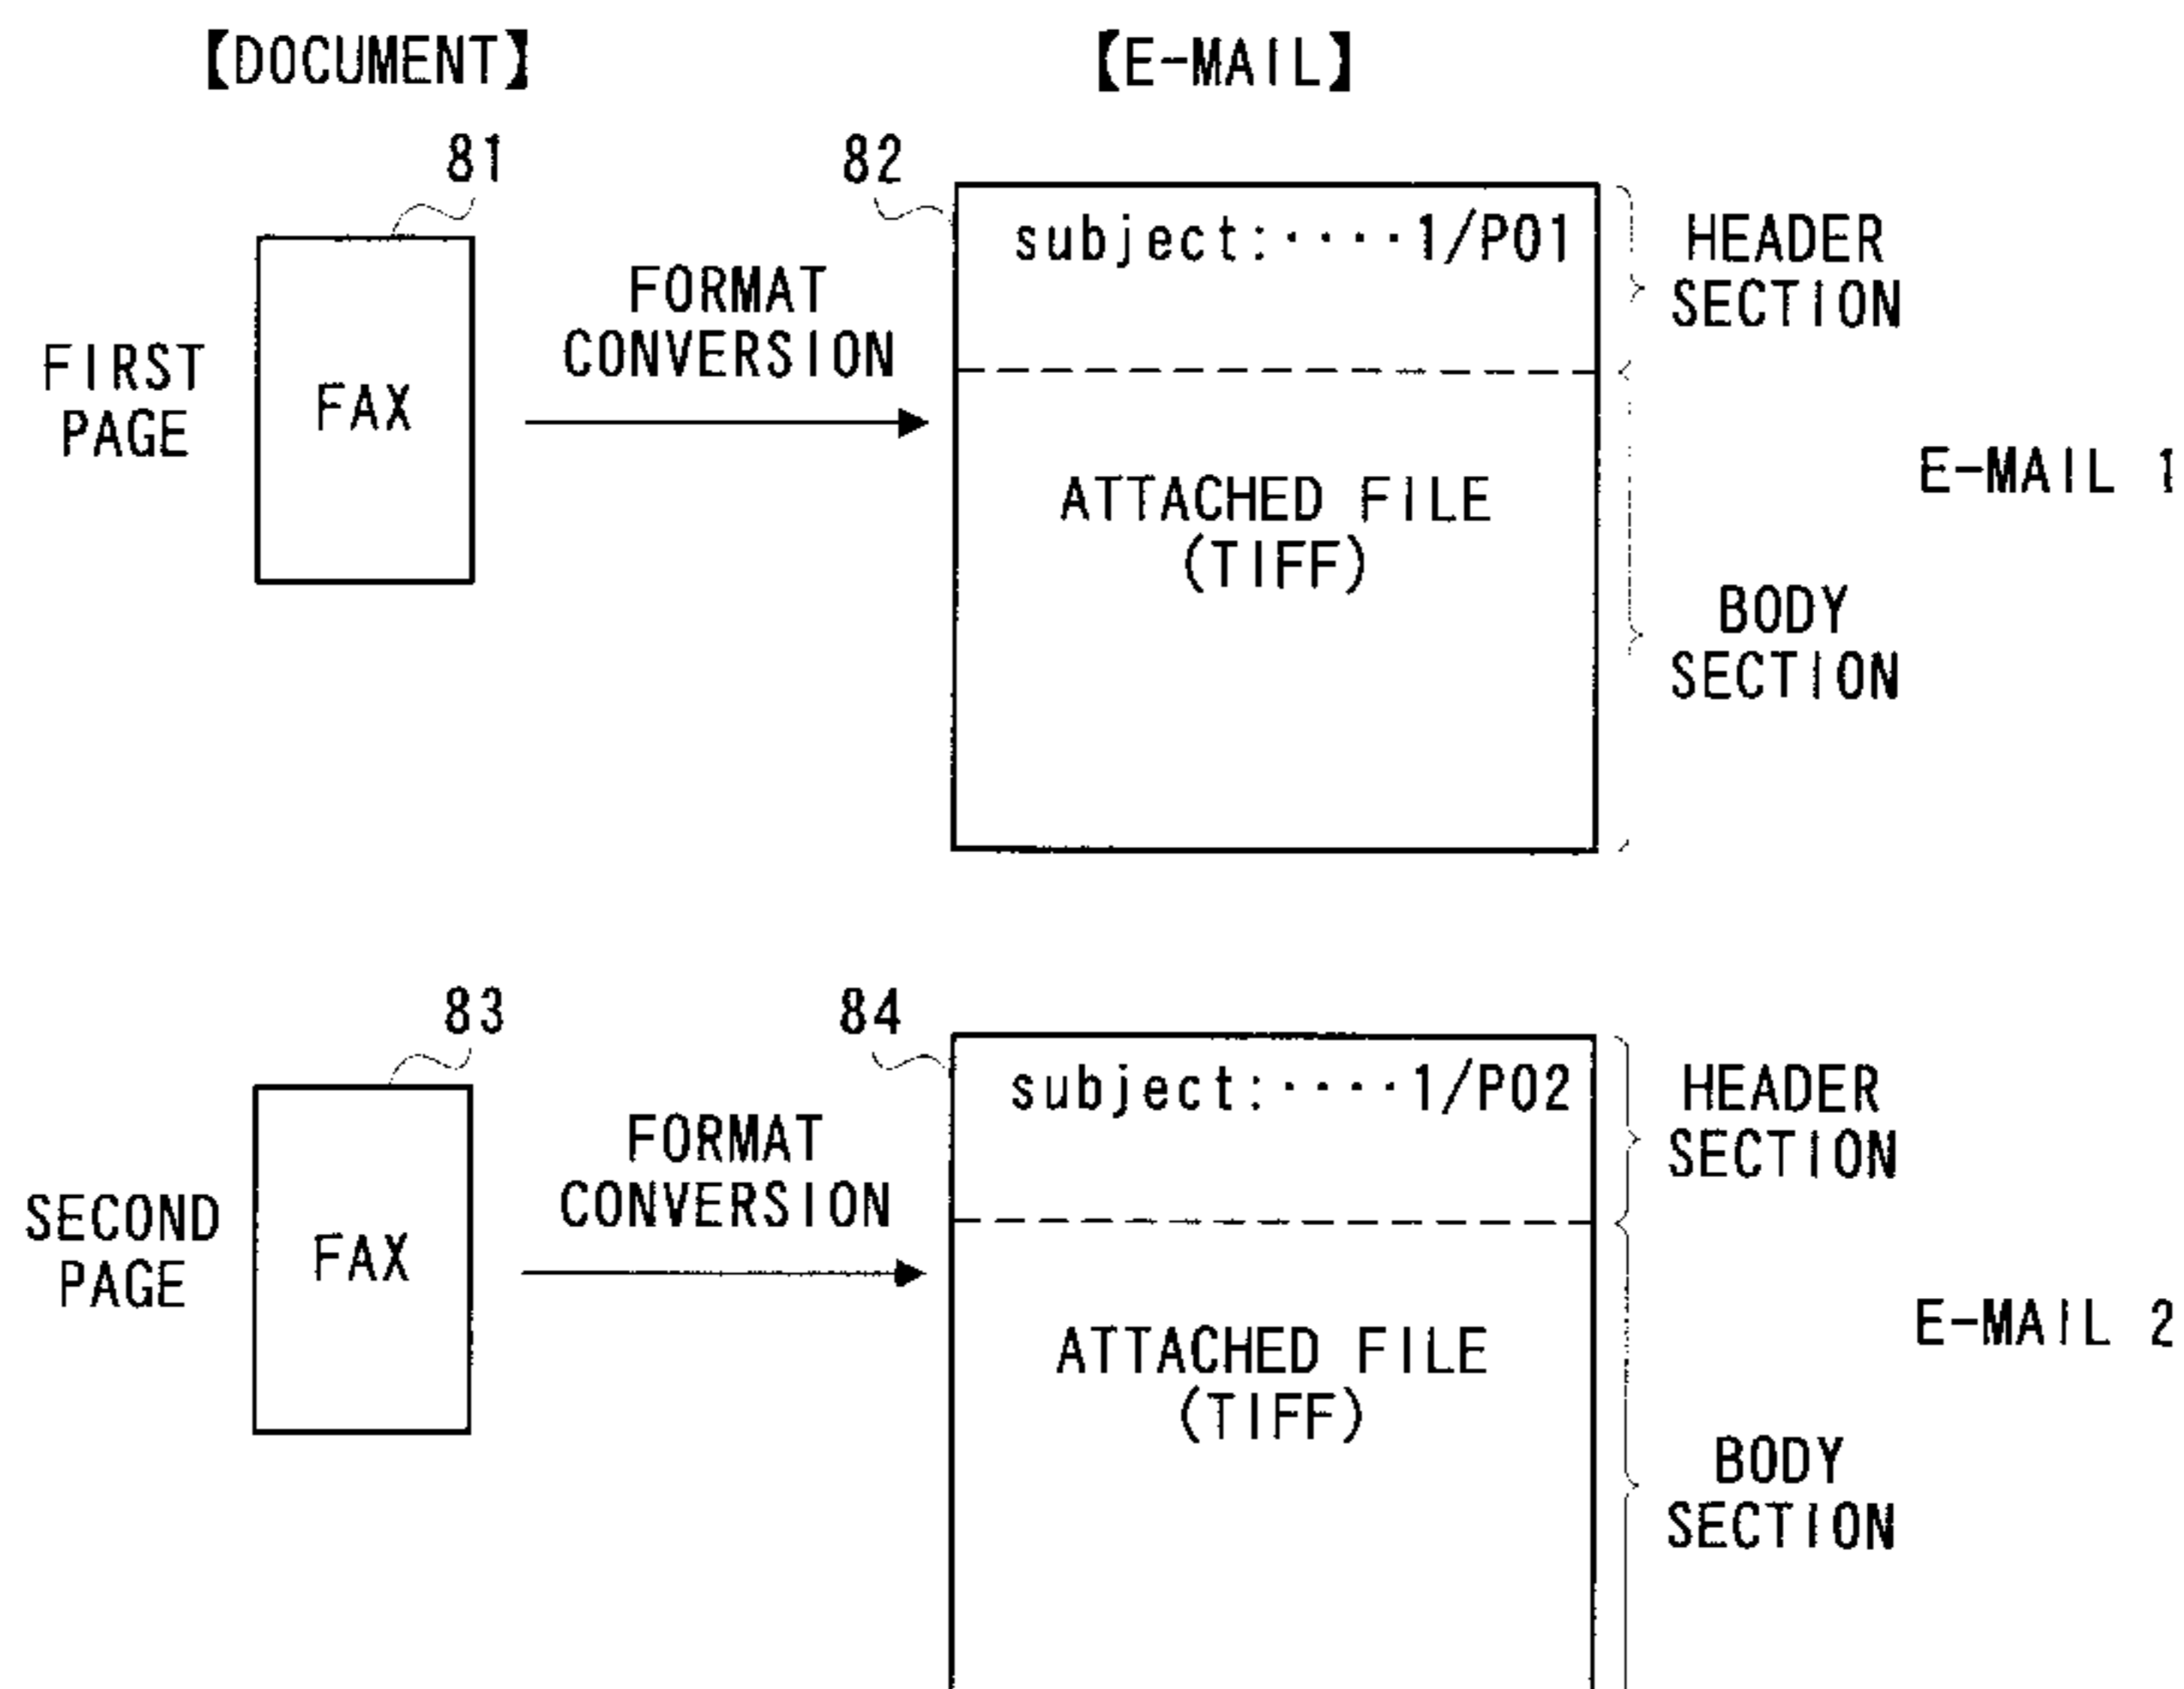 【DOCUMENT】
【E-MAIL】
81
82
FIRST
PAGE
FAX
FORMAT
CONVERSION
subject:････1/P01
HEADER
SECTION
ATTACHED FILE
(TIFF)
BODY
SECTION
E-MAIL 1
83
84
SECOND
PAGE
FAX
FORMAT
CONVERSION
subject:････1/P02
HEADER
SECTION
ATTACHED FILE
(TIFF)
BODY
SECTION
E-MAIL 2